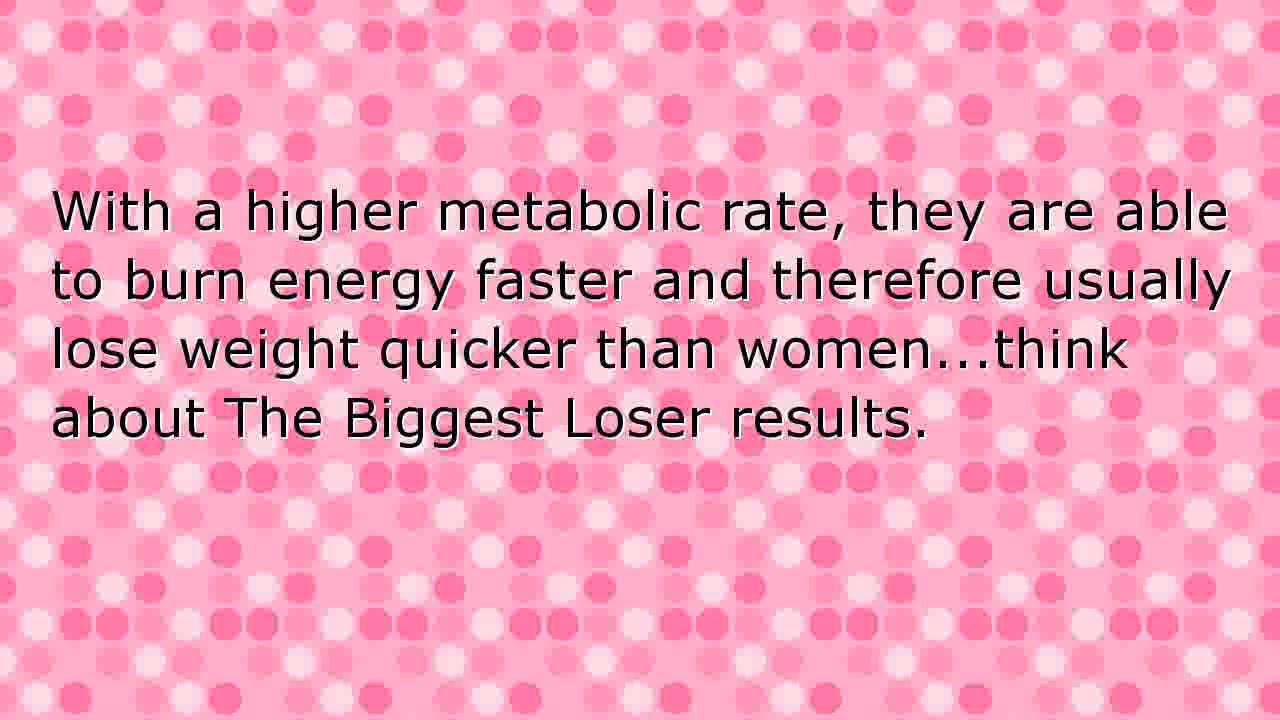 With a higher metabolic rate, they are able
to burn energy faster and therefore usually
lose weight quicker than women...think
about The Biggest Loser results.